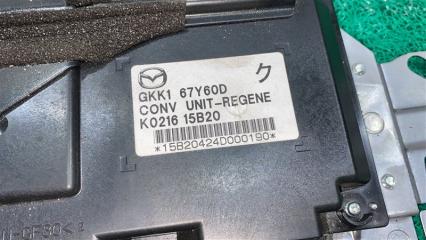 GKK1 67Y60D ク
CONV UNIT-REGENE
K0216 15B20
*15B20424D000190*